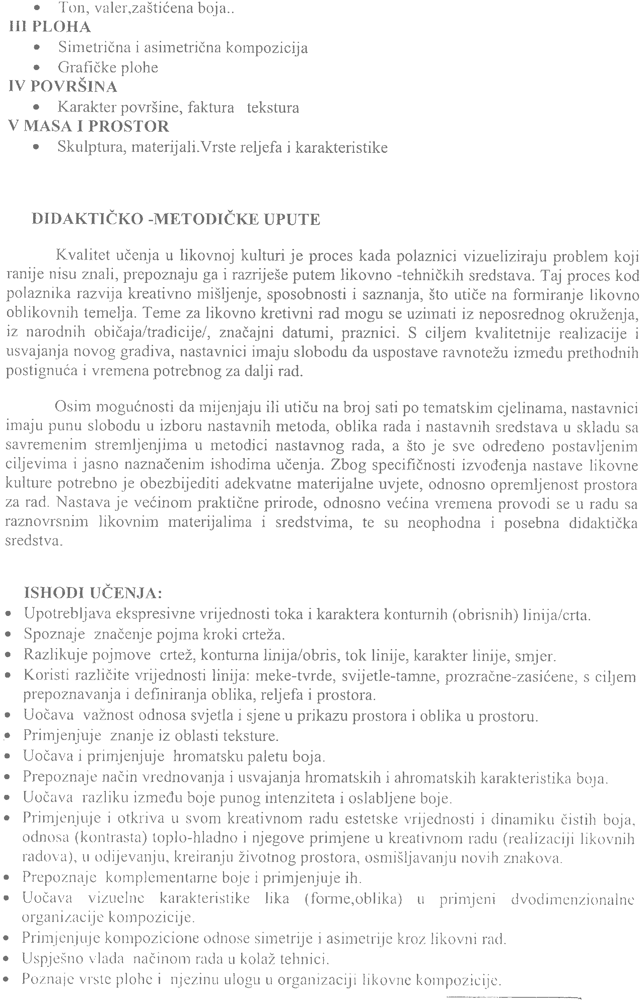 • Ton, valer,zaštićena boja..
III PLOHA
• Simetrična i asimetrična kompozicija
• Grafičke plohe
IV POVRŠINA
• Karakter površine, faktura tekstura
V MASA I PROSTOR
• Skulptura, materijali.Vrste reljefa i karakteristike
DIDAKTIČKO -METODIČKE UPUTE
Kvalitet učenja u likovnoj kulturi je proces kada polaznici vizueliziraju problem koji
ranije nisu znali, prepoznaju ga i razriješe putem likovno -tehničkih sredstava. Taj proces kod
polaznika razvija kreativno mišljenje, sposobnosti i saznanja, što utiče na formiranje likovno
oblikovnih temelja. Teme za likovno kretivni rad mogu se uzimati iz neposrednog okruženja,
iz narodnih običaja/tradicije/, značajni datumi, praznici. S ciljem kvalitetnije realizacije i
usvajanja novog gradiva, nastavnici imaju slobodu da uspostave ravnotežu između prethodnih
postignuća i vremena potrebnog za dalji rad.
Osim mogućnosti da mijenjaju ili utiču na broj sati po tematskim cjelinama, nastavnici
imaju punu slobodu u izboru nastavnih metoda, oblika rada i nastavnih sredstava u skladu sa
savremenim stremljenjima u metodici nastavnog rada, a što je sve određeno postavljenim
ciljevima i jasno naznačenim ishodima učenja. Zbog specifičnosti izvođenja nastave likovne
kulture potrebno je obezbijediti adekvatne materijalne uvjete, odnosno opremljenost prostora
za rad. Nastava je većinom praktične prirode, odnosno većina vremena provodi se u radu sa
raznovrsnim likovnim materijalima i sredstvima, te su neophodna i posebna didaktička
sredstva.
ISHODI UČENJA:
• Upotrebljava ekspresivne vrijednosti toka i karaktera konturnih (obrisnih) linija/crta.
• Spoznaje značenje pojma kroki crteža.
• Razlikuje pojmove crtež, konturna linija/obris, tok linije, karakter linije, smjer.
• Koristi različite vrijednosti linija: meke-tvrde, svijetle-tamne, prozračne-zasićene, s ciljem
prepoznavanja i definiranja oblika, reljefa i prostora.
• Uočava važnost odnosa svjetla i sjene u prikazu prostora i oblika u prostoru.
• Primjenjuje znanje iz oblasti teksture.
• Uočava i primjenjuje hromatsku paletu boja.
• Prepoznaje način vrednovanja i usvajanja hromatskih i ahromatskih karakteristika boja.
• Uočava razliku između boje punog intenziteta i oslabljene boje.
• Primjenjuje i otkriva u svom kreativnom radu estetske vrijednosti i dinamiku čistih boja,
odnosa (kontrasta) toplo-hladno i njegove primjene u kreativnom radu (realizaciji likovnih
radova), u odijevanju, kreiranju životnog prostora, osmišljavanju novih znakova.
• Prepoznaje komplementarne boje i primjenjuje ih.
• Uočava vizuelne karakteristike lika (forme,oblika) u primjeni dvodimenzionalne
organizacije kompozicije.
• Primjenjuje kompozicione odnose simetrije i asimetrije kroz likovni rad.
• Uspješno vlada načinom rada u kolaž tehnici.
• Poznaje vrste plohe i njezinu ulogu u organizaciji likovne kompozicije.